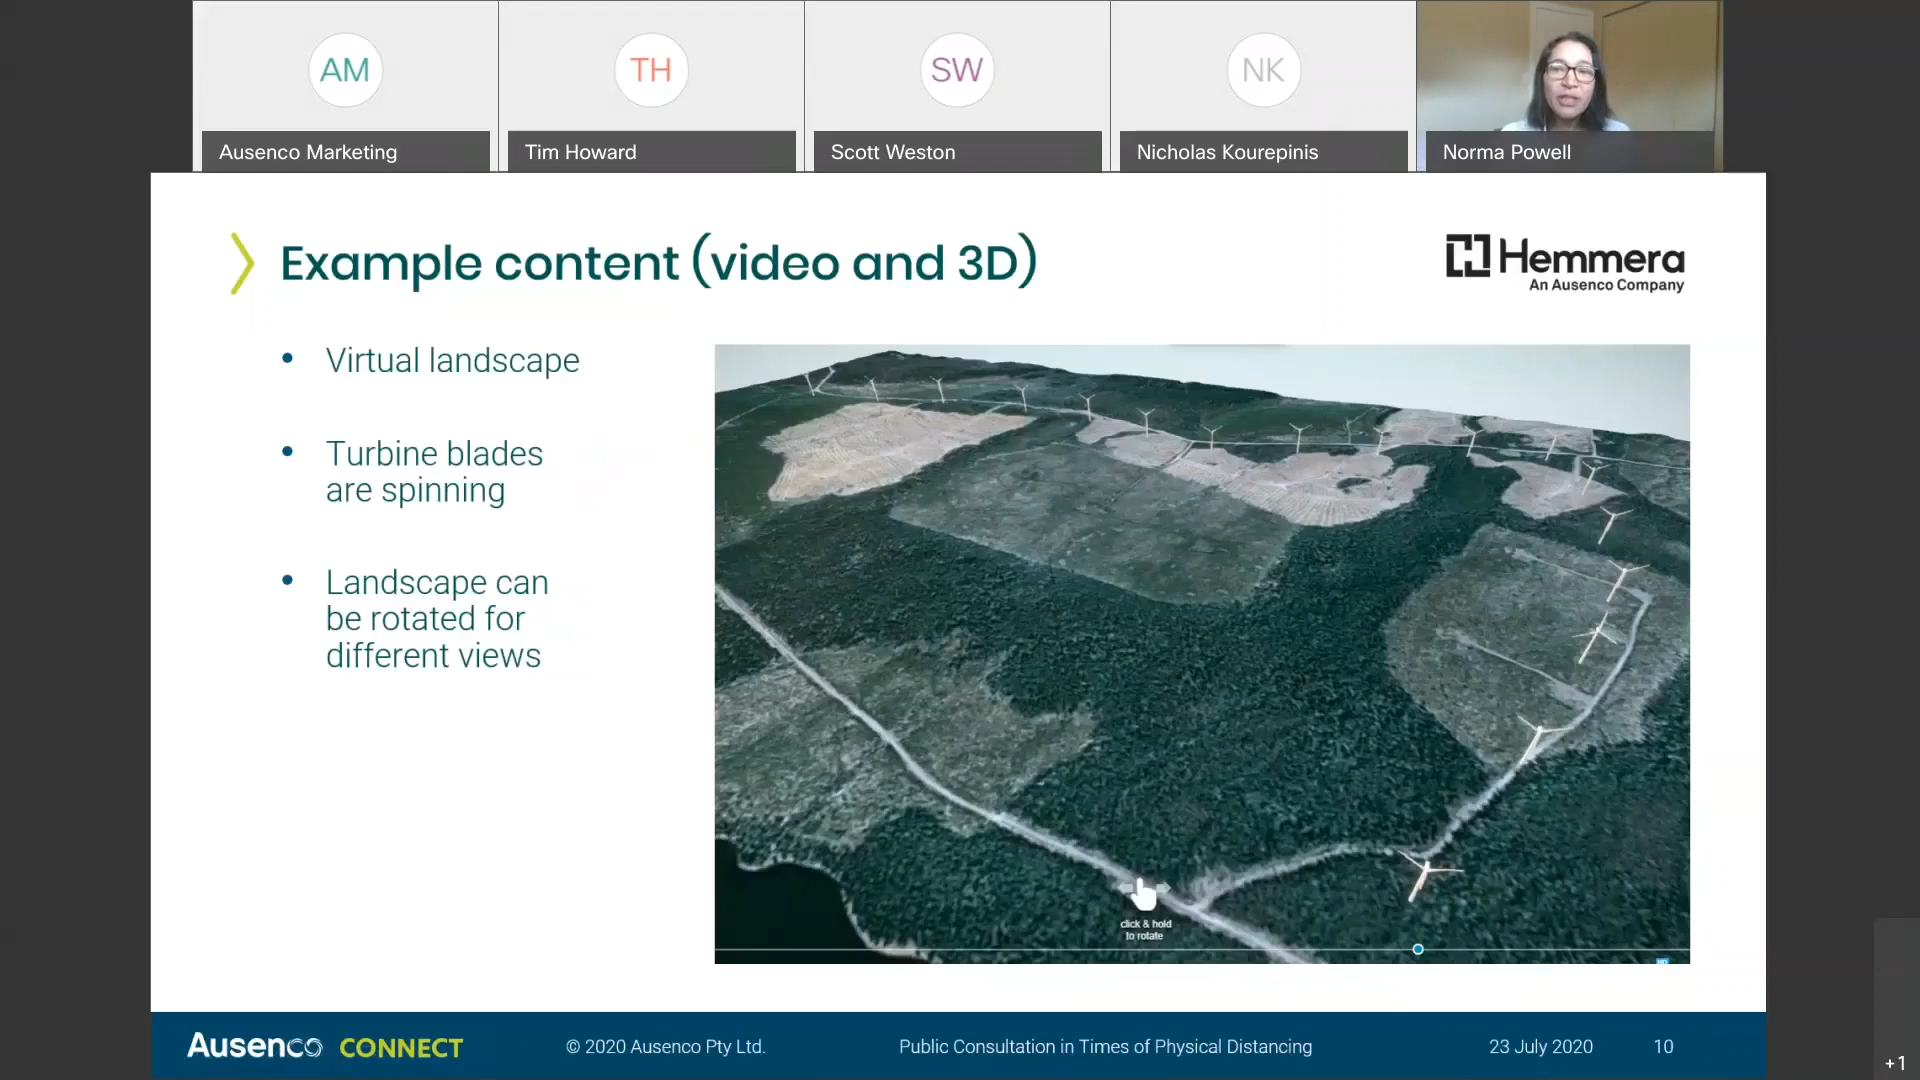 AM
TH
SW
NK
Ausenco Marketing
Tim Howard
Scott Weston
Nicholas Kourepinis
Norma Powell
Example content (video and 3D)
Hemmera
An Ausenco Company
• Virtual landscape
• Turbine blades
are spinning
• Landscape can
be rotated for
different views
click & hold
to rotate
HD
Ausenco CONNECT
© 2020 Ausenco Pty Ltd.
Public Consultation in Times of Physical Distancing
23 July 2020
10
+1